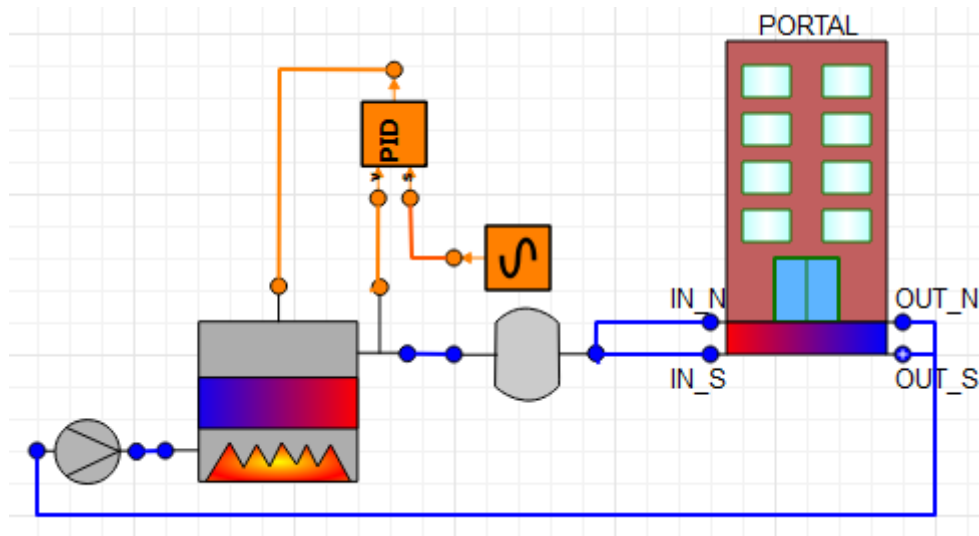 PORTAL
PID
v
s
IN_N
OUT_N
IN_S
OUT_S